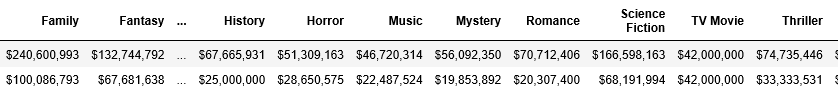 Family Fantasy ... History Horror Music Mystery Romance Science Fiction TV Movie Thriller
$240,600,993 $132,744,792 ... $67,665,931 $51,309,163 $46,720,314 $56,092,350 $70,712,406 $166,598,163 $42,000,000 $74,735,446
$100,086,793 $67,681,638 ... $25,000,000 $28,650,575 $22,487,524 $19,853,892 $20,307,400 $68,191,994 $42,000,000 $33,333,531